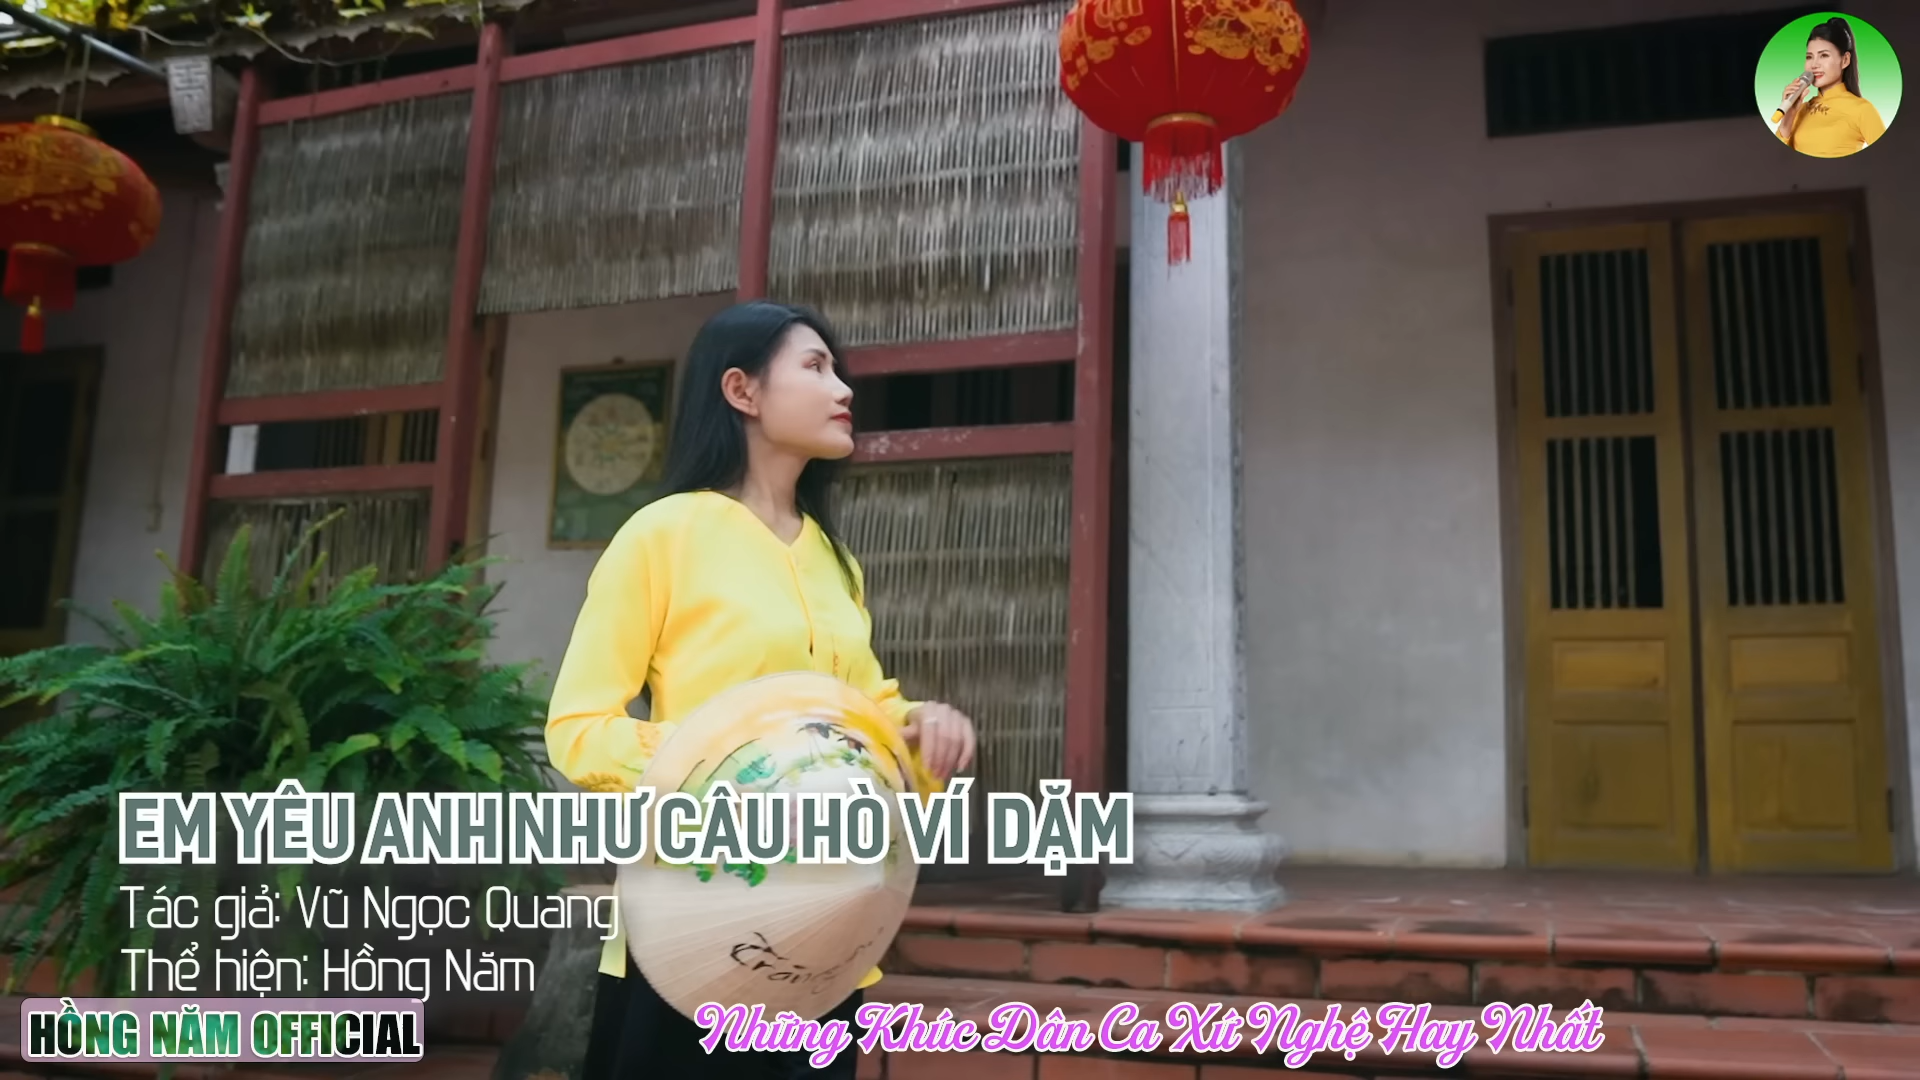 EM YÊU ANH NHƯ CÂU HÒ VÍ DẶM
Tác giả: Vũ Ngọc Quang
Thể hiện: Hồng Năm
HỒNG NĂM OFFICIAL
Những Khúc Dân Ca Xứ Nghệ Hay Nhất